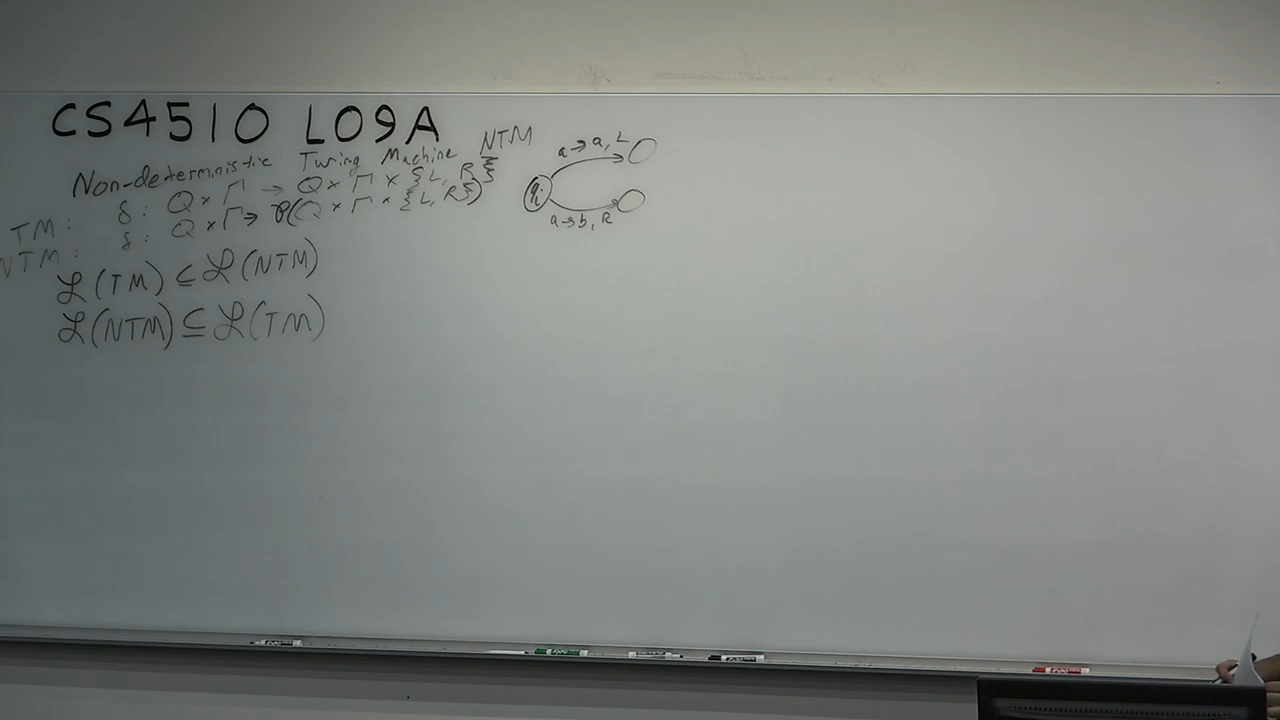 CS4510 L09A
Non-deterministic Turing Machine NTM
TM: δ: Q × Γ → Q × Γ × {L, R}
NTM: δ: Q × Γ → P(Q × Γ × {L, R})
ℒ(TM) ⊆ ℒ(NTM)
ℒ(NTM) ⊆ ℒ(TM)
a → a, L
qi
a → b, R